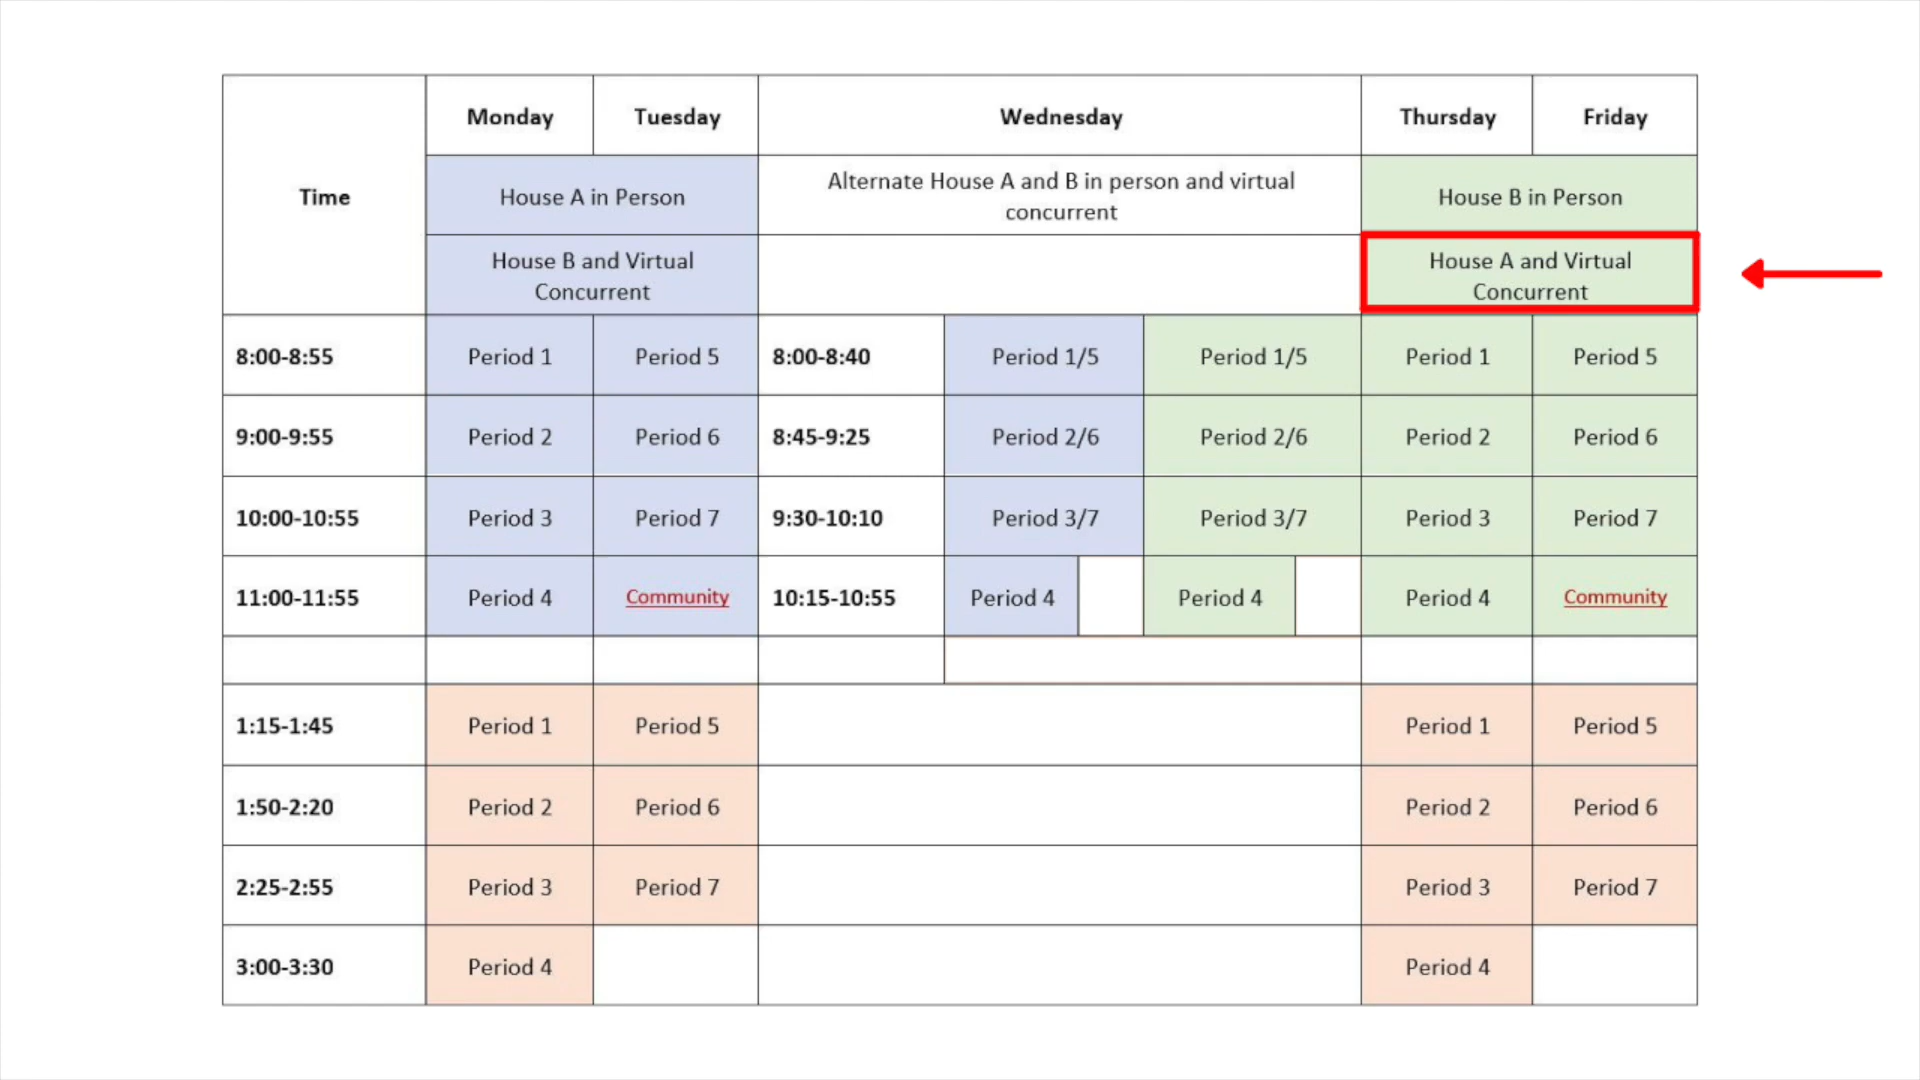 Monday Tuesday Wednesday Thursday Friday
Time
House A in Person
Alternate House A and B in person and virtual
concurrent
House B in Person
House B and Virtual
Concurrent
House A and Virtual
Concurrent
8:00-8:55 Period 1 Period 5 8:00-8:40 Period 1/5 Period 1/5 Period 1 Period 5
9:00-9:55 Period 2 Period 6 8:45-9:25 Period 2/6 Period 2/6 Period 2 Period 6
10:00-10:55 Period 3 Period 7 9:30-10:10 Period 3/7 Period 3/7 Period 3 Period 7
11:00-11:55 Period 4 Community 10:15-10:55 Period 4 Period 4 Period 4 Community
1:15-1:45 Period 1 Period 5 Period 1 Period 5
1:50-2:20 Period 2 Period 6 Period 2 Period 6
2:25-2:55 Period 3 Period 7 Period 3 Period 7
3:00-3:30 Period 4 Period 4